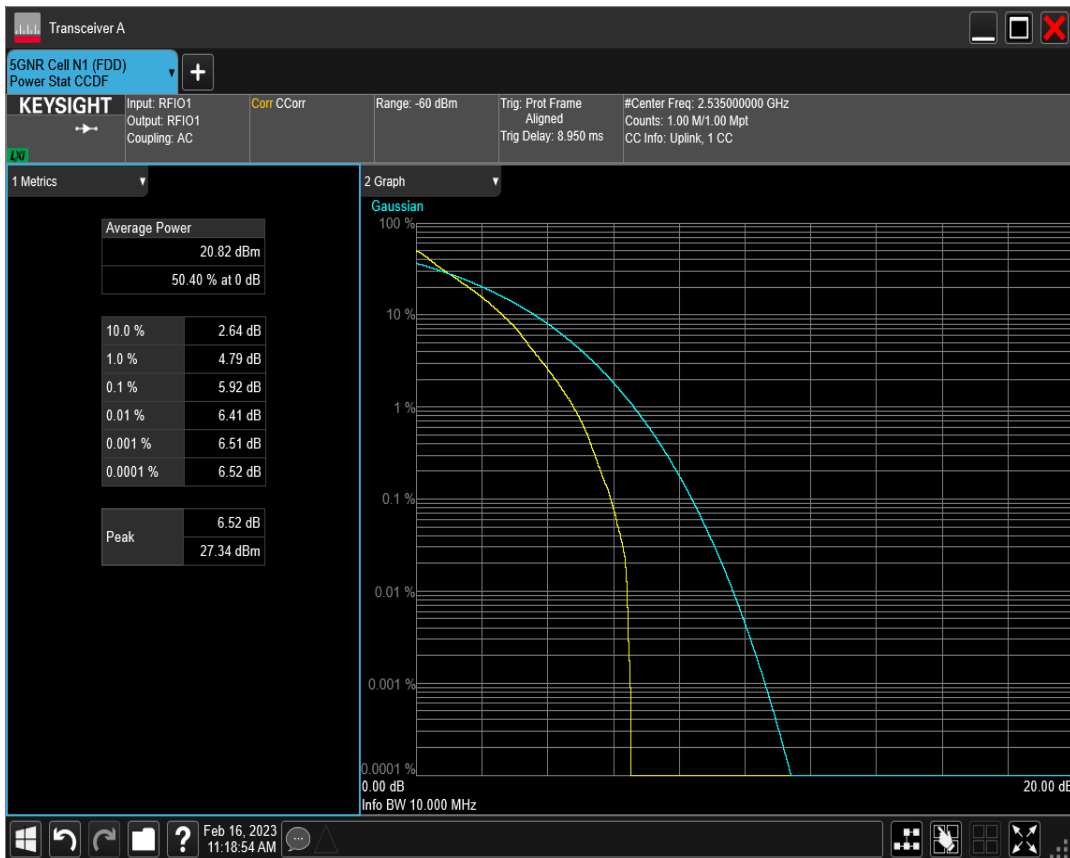 Transceiver A
5GNR Cell N1 (FDD)
Power Stat CCDF
KEYSIGHT
LXI
Input: RFIO1
Output: RFIO1
Coupling: AC
Corr CCorr
Range: -60 dBm
Trig: Prot Frame
Aligned
Trig Delay: 8.950 ms
#Center Freq: 2.535000000 GHz
Counts: 1.00 M/1.00 Mpt
CC Info: Uplink, 1 CC
1 Metrics
Average Power
20.82 dBm
50.40 % at 0 dB
10.0 % 2.64 dB
1.0 % 4.79 dB
0.1 % 5.92 dB
0.01 % 6.41 dB
0.001 % 6.51 dB
0.0001 % 6.52 dB
Peak
6.52 dB
27.34 dBm
2 Graph
Gaussian
100 %
10 %
1 %
0.1 %
0.01 %
0.001 %
0.0001 %
0.00 dB 20.00 dB
Info BW 10.000 MHz
?
Feb 16, 2023
11:18:54 AM